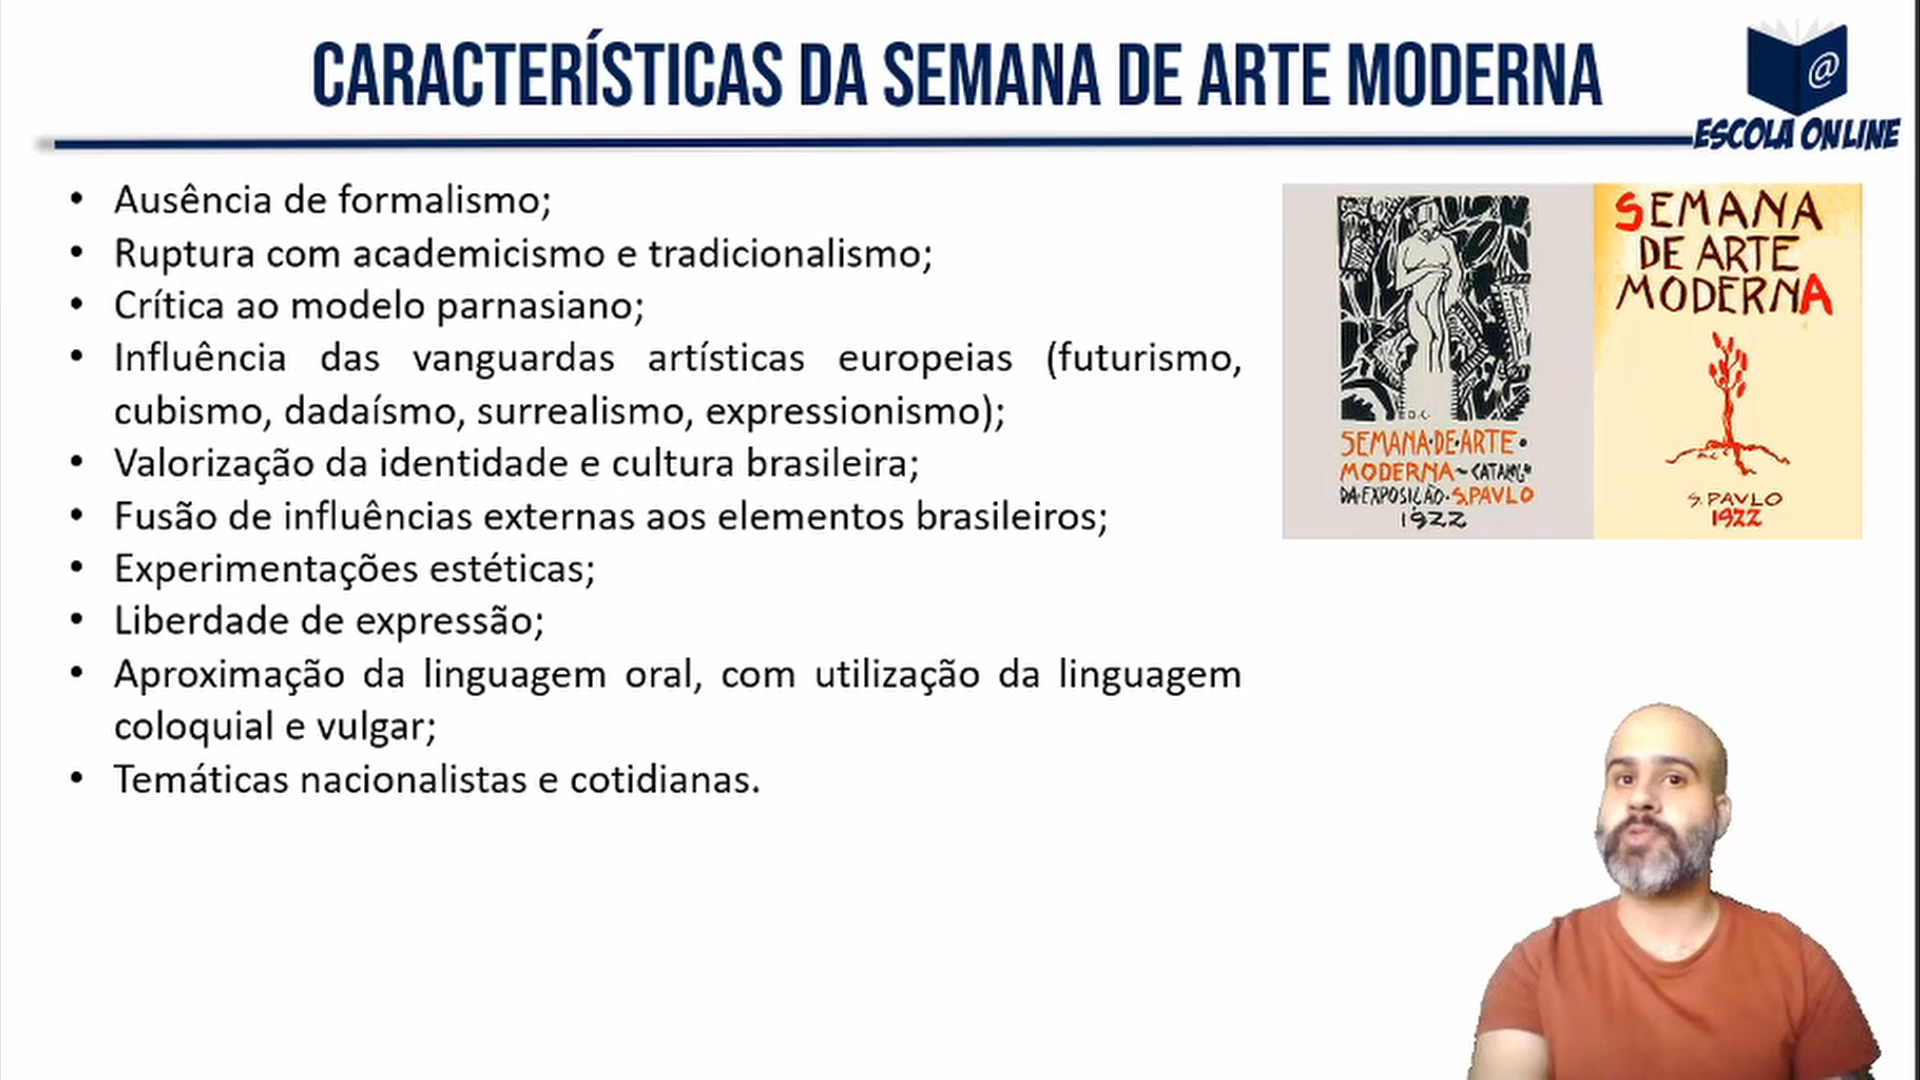 CARACTERÍSTICAS DA SEMANA DE ARTE MODERNA
@
ESCOLA ONLINE
• Ausência de formalismo;
• Ruptura com academicismo e tradicionalismo;
• Crítica ao modelo parnasiano;
• Influência das vanguardas artísticas europeias (futurismo,
cubismo, dadaísmo, surrealismo, expressionismo);
• Valorização da identidade e cultura brasileira;
• Fusão de influências externas aos elementos brasileiros;
• Experimentações estéticas;
• Liberdade de expressão;
• Aproximação da linguagem oral, com utilização da linguagem
coloquial e vulgar;
• Temáticas nacionalistas e cotidianas.
SEMANA·DE·ARTE·
MODERNA~
DA·EXPOSIÇÃO·S.PAVLO
1922
SEMANA
DE ARTE
MODERNA
S. PAVLO
1922